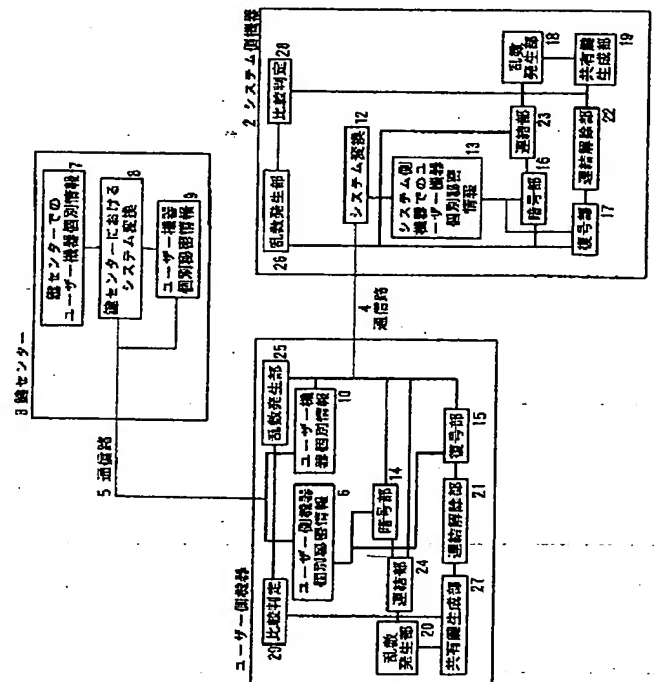 3 鍵センター
鍵センターでの
ユーザー機器個別情報
7
鍵センターにおける
システム変換
8
ユーザー機器
個別秘密情報
9
5 通信路
4
通信路
2 システム側機器
乱数発生部
26
比較判定
28
システム変換
12
システム側
機器でのユ
ーザー機器
個別秘密
情報
13
乱数
発生部
18
共有鍵
生成部
19
連結部
23
暗号部
16
連結解除部
22
復号部
17
ユーザー側機器
29
比較判定
乱数発生部
25
ユーザー機
器個別情報
10
ユーザー側機器
個別秘密情報
6
暗号部
14
連結部
24
乱数
発生部
20
復号部
15
連結解除部
21
共有鍵生成部
27